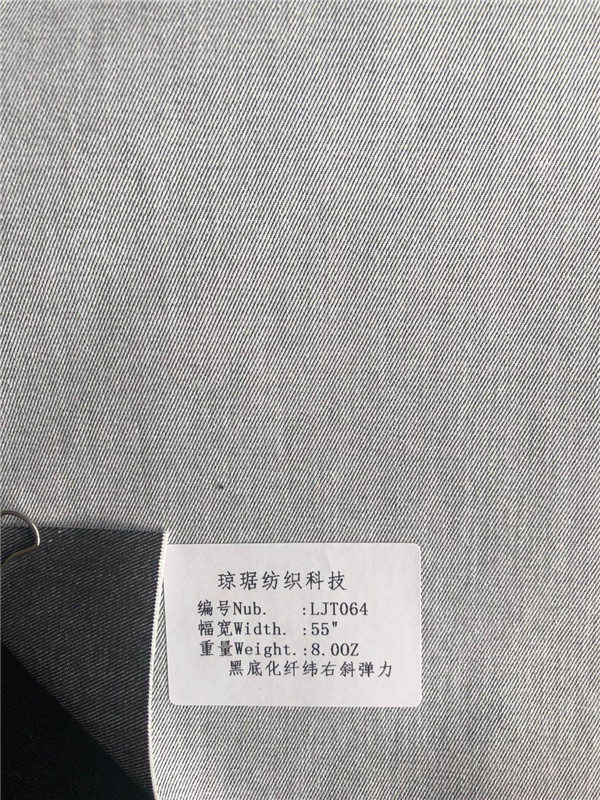 琼琚纺织科技
编号Nub. :LJT064
幅宽Width. :55"
重量Weight.:8.0OZ
黑底化纤纬右斜弹力